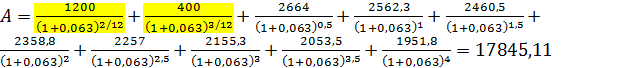 A = 1200/(1+0,063)^{2/12} + 400/(1+0,063)^{3/12} + 2664/(1+0,063)^{0,5} + 2562,3/(1+0,063)^{1} + 2460,5/(1+0,063)^{1,5} +
2358,8/(1+0,063)^{2} + 2257/(1+0,063)^{2,5} + 2155,3/(1+0,063)^{3} + 2053,5/(1+0,063)^{3,5} + 1951,8/(1+0,063)^{4} = 17845,11